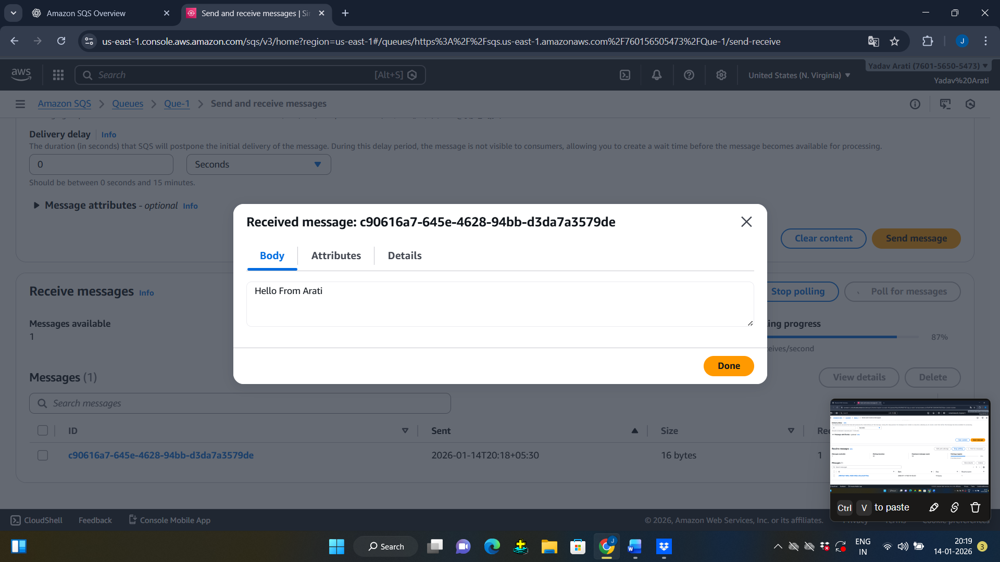 Amazon SQS Overview
Send and receive messages | Sir
us-east-1.console.aws.amazon.com/sqs/v3/home?region=us-east-1#/queues/https%3A%2F%2Fsqs.us-east-1.amazonaws.com%2F760156505473%2FQue-1/send-receive
J
aws
Search
[Alt+S]
United States (N. Virginia)
Yadav Arati (7601-5650-5473)
Yadav%20Arati
Amazon SQS
Queues
Que-1
Send and receive messages
Delivery delay
Info
The duration (in seconds) that SQS will postpone the initial delivery of the message. During this delay period, the message is not visible to consumers, allowing you to create a wait time before the message becomes available for processing.
0
Seconds
Should be between 0 seconds and 15 minutes.
Message attributes - optional Info
Clear content
Send message
Received message: c90616a7-645e-4628-94bb-d3da7a3579de
Body
Attributes
Details
Hello From Arati
Done
Receive messages Info
Stop polling
Poll for messages
Messages available
1
ing progress
87%
eives/second
Messages (1)
View details
Delete
Search messages
ID
Sent
Size
Re
c90616a7-645e-4628-94bb-d3da7a3579de
2026-01-14T20:18+05:30
16 bytes
1
Ctrl V to paste
CloudShell
Feedback
Console Mobile App
© 2026, Amazon Web Services, Inc. or its affiliates.
Privacy
Terms
Cookie preferences
Search
ENG
IN
20:19
14-01-2026
3